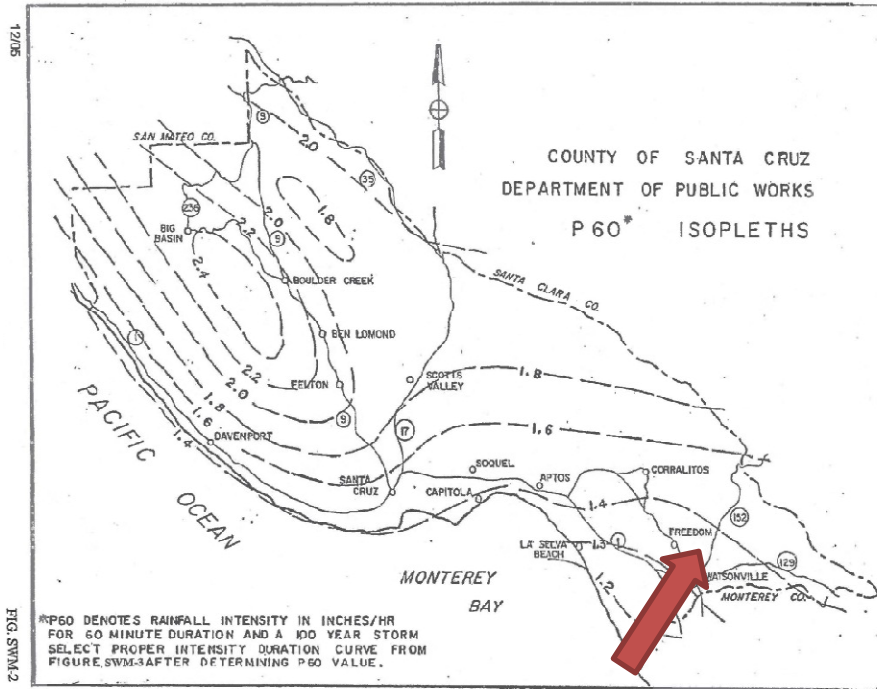 12/05
COUNTY OF SANTA CRUZ
DEPARTMENT OF PUBLIC WORKS
P60* ISOPLETHS
SAN MATEO CO.
9
2.0
35
236
BIG
BASIN
2.0
2.2
9
1.8
2.4
BOULDER CREEK
SANTA CLARA CO.
1
BEN LOMOND
2.2
2.0
1.8
1.6
1.4
FELTON
SCOTTS
VALLEY
1.8
9
17
1.6
DAVENPORT
PACIFIC
OCEAN
SANTA
CRUZ
SOQUEL
CAPITOLA
APTOS
CORRALITOS
1.4
152
FREEDOM
LA SELVA
BEACH
1.3
1
129
1.2
WATSONVILLE
MONTEREY CO.
MONTEREY
BAY
*P60 DENOTES RAINFALL INTENSITY IN INCHES/HR
FOR 60 MINUTE DURATION AND A 100 YEAR STORM
SELECT PROPER INTENSITY DURATION CURVE FROM
FIGURE SWM-3 AFTER DETERMINING P60 VALUE.
FIG. SWM-2